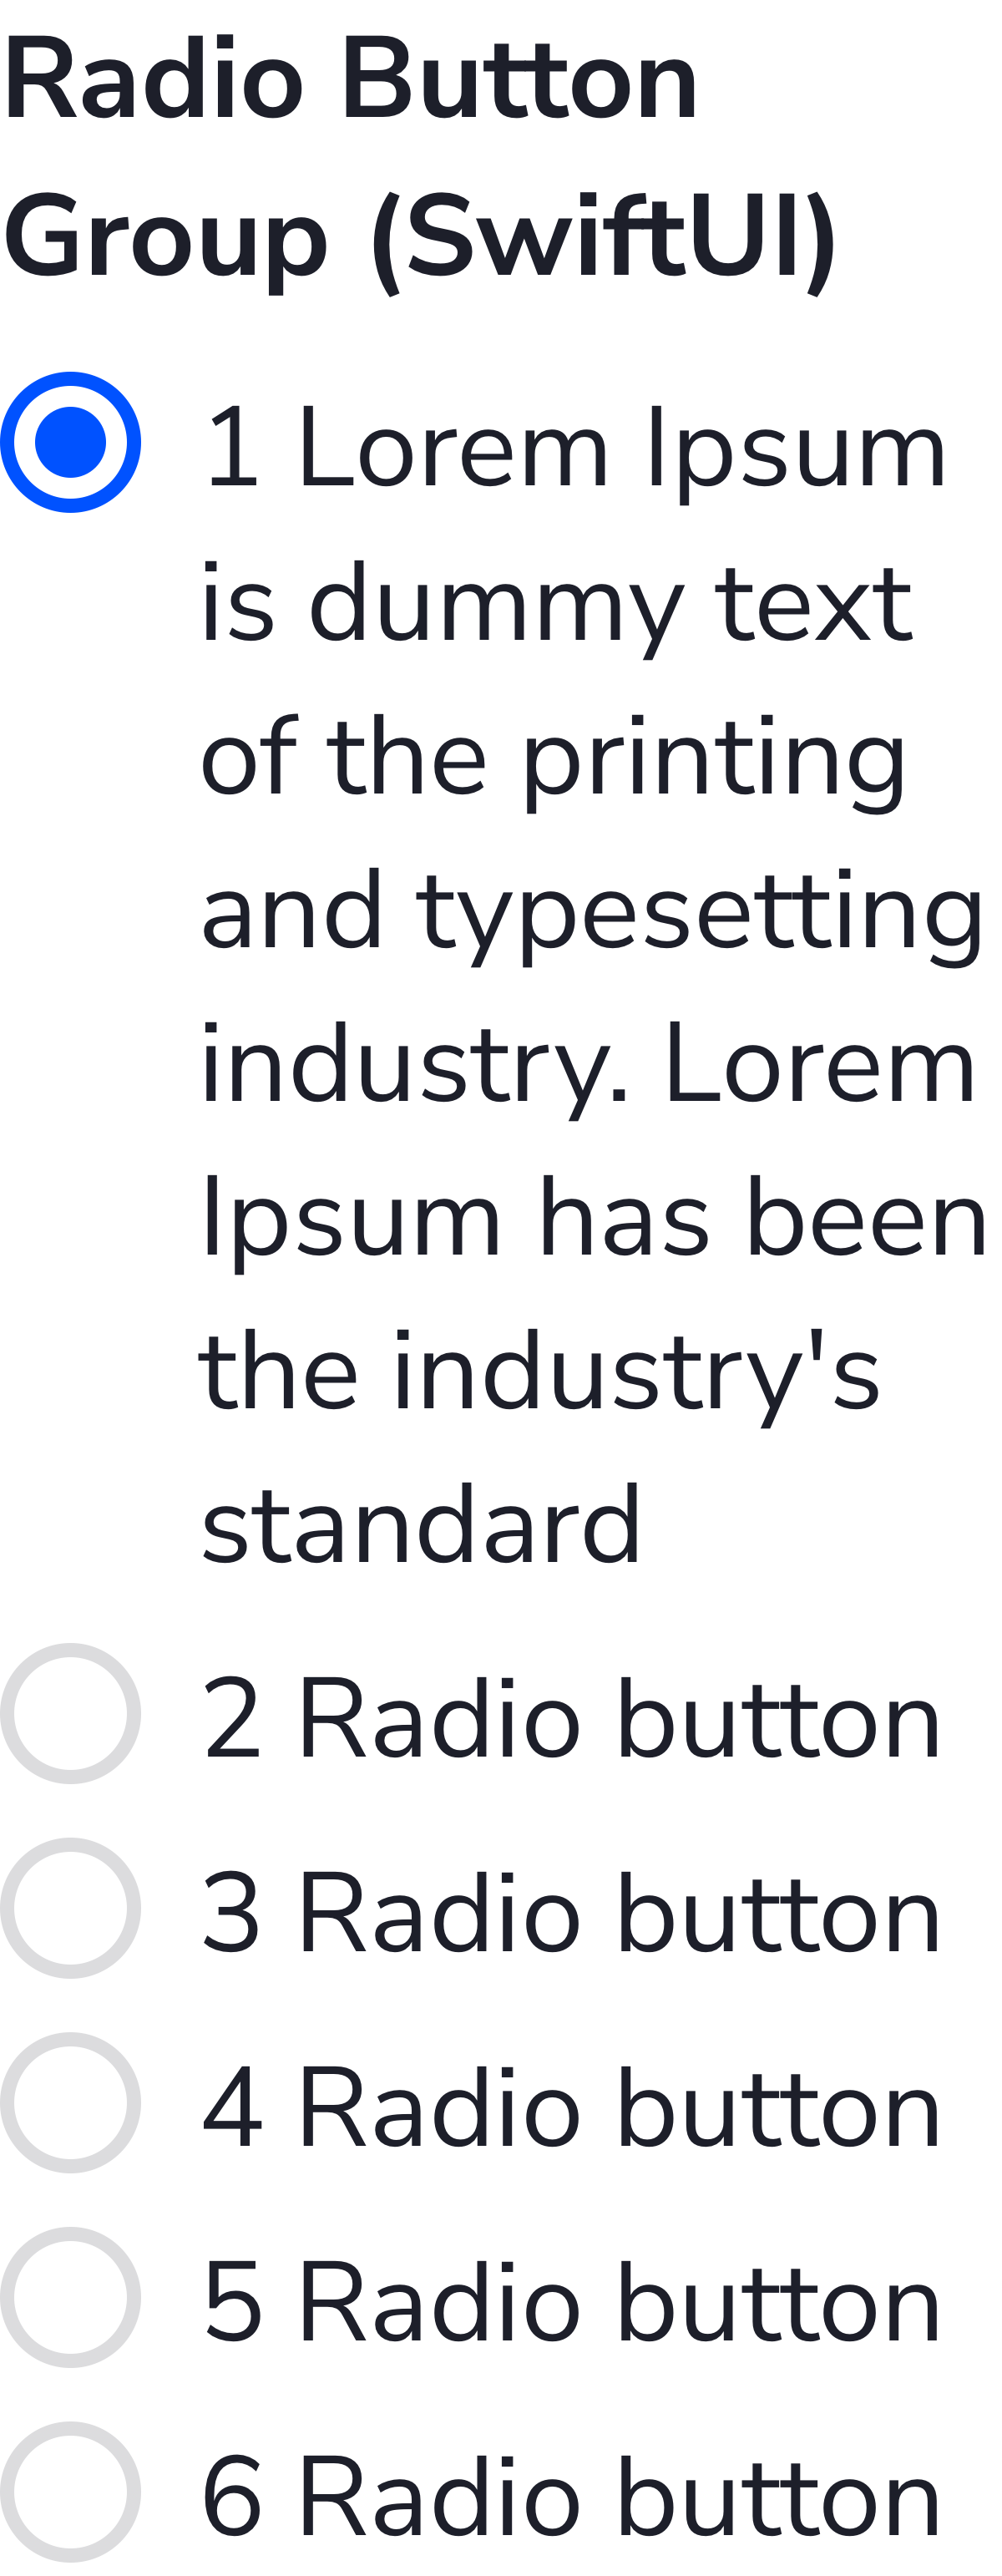 Radio Button
Group (SwiftUI)
1 Lorem Ipsum
is dummy text
of the printing
and typesetting
industry. Lorem
Ipsum has been
the industry's
standard
2 Radio button
3 Radio button
4 Radio button
5 Radio button
6 Radio button